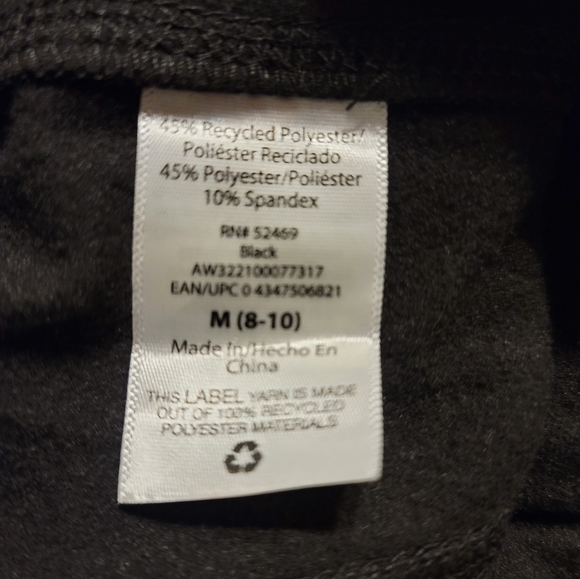 45% Recycled Polyester/
Poliéster Reciclado
45% Polyester/Poliéster
10% Spandex
RN# 52469
Black
AW322100077317
EAN/UPC 0 4347506821
M (8-10)
Made In/Hecho En
China
THIS LABEL YARN IS MADE
OUT OF 100% RECYCLED
POLYESTER MATERIALS